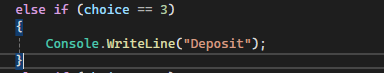 else if (choice == 3)
{
Console.WriteLine("Deposit");
}